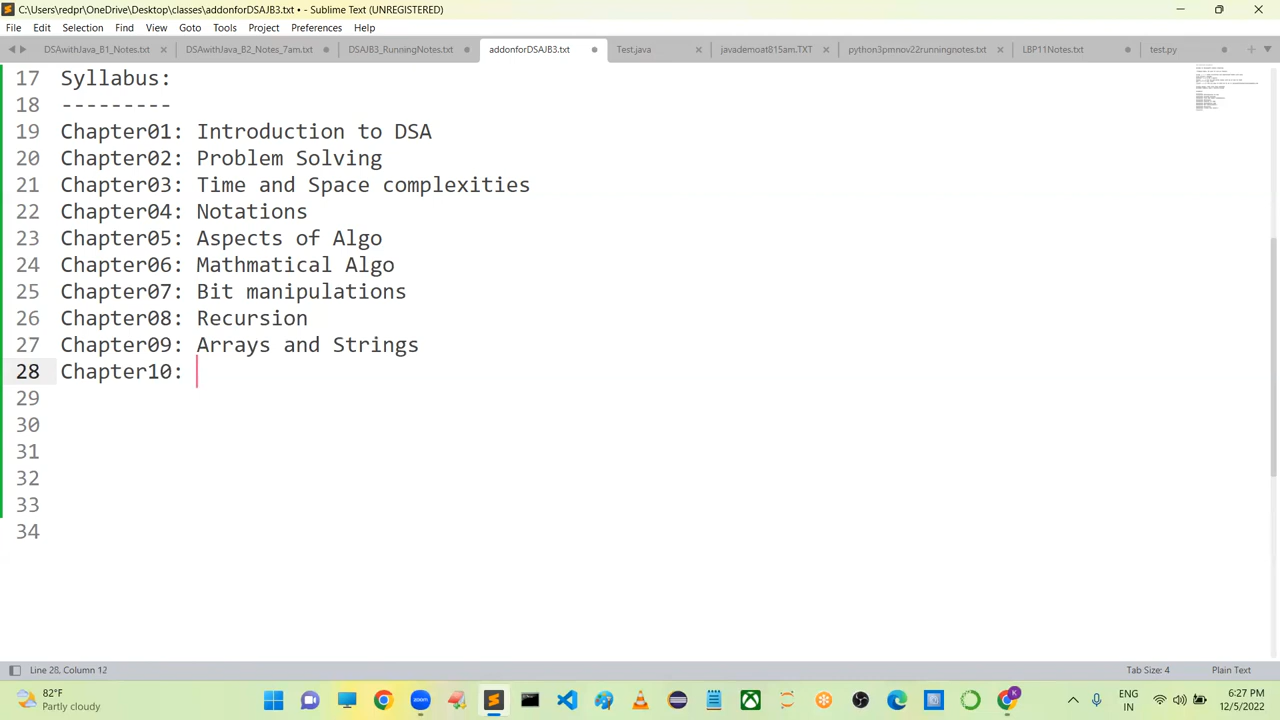 C:\Users\redpr\OneDrive\Desktop\classes\addonforDSAJB3.txt • - Sublime Text (UNREGISTERED)
File Edit Selection Find View Goto Tools Project Preferences Help
DSAwithJava_B1_Notes.txt DSAwithJava_B2_Notes_7am.txt DSAJB3_RunningNotes.txt addonforDSAJB3.txt Test.java javademoat815am.TXT python3pmnov22runningnotes.txt LBP11Notes.txt test.py
17 Syllabus:
18 ---------
19 Chapter01: Introduction to DSA
20 Chapter02: Problem Solving
21 Chapter03: Time and Space complexities
22 Chapter04: Notations
23 Chapter05: Aspects of Algo
24 Chapter06: Mathmatical Algo
25 Chapter07: Bit manipulations
26 Chapter08: Recursion
27 Chapter09: Arrays and Strings
28 Chapter10:
29
30
31
32
33
34
Line 28, Column 12 Tab Size: 4 Plain Text
82°F
Partly cloudy
zoom
K
ENG
IN
6:27 PM
12/5/2022